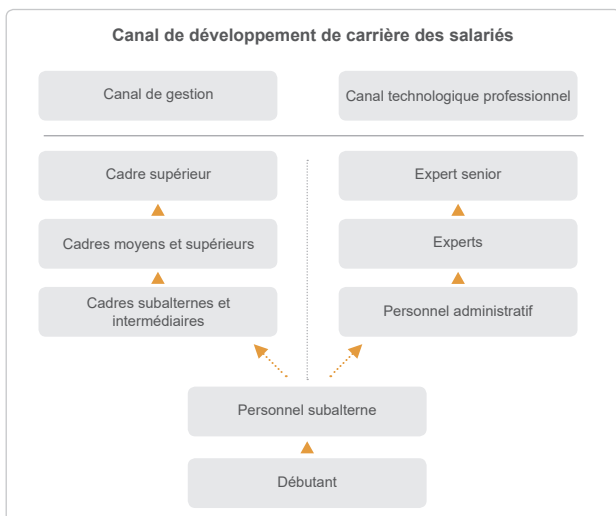 Canal de développement de carrière des salariés
Canal de gestion
Canal technologique professionnel
Cadre supérieur
Expert senior
Cadres moyens et supérieurs
Experts
Cadres subalternes et
intermédiaires
Personnel administratif
Personnel subalterne
Débutant